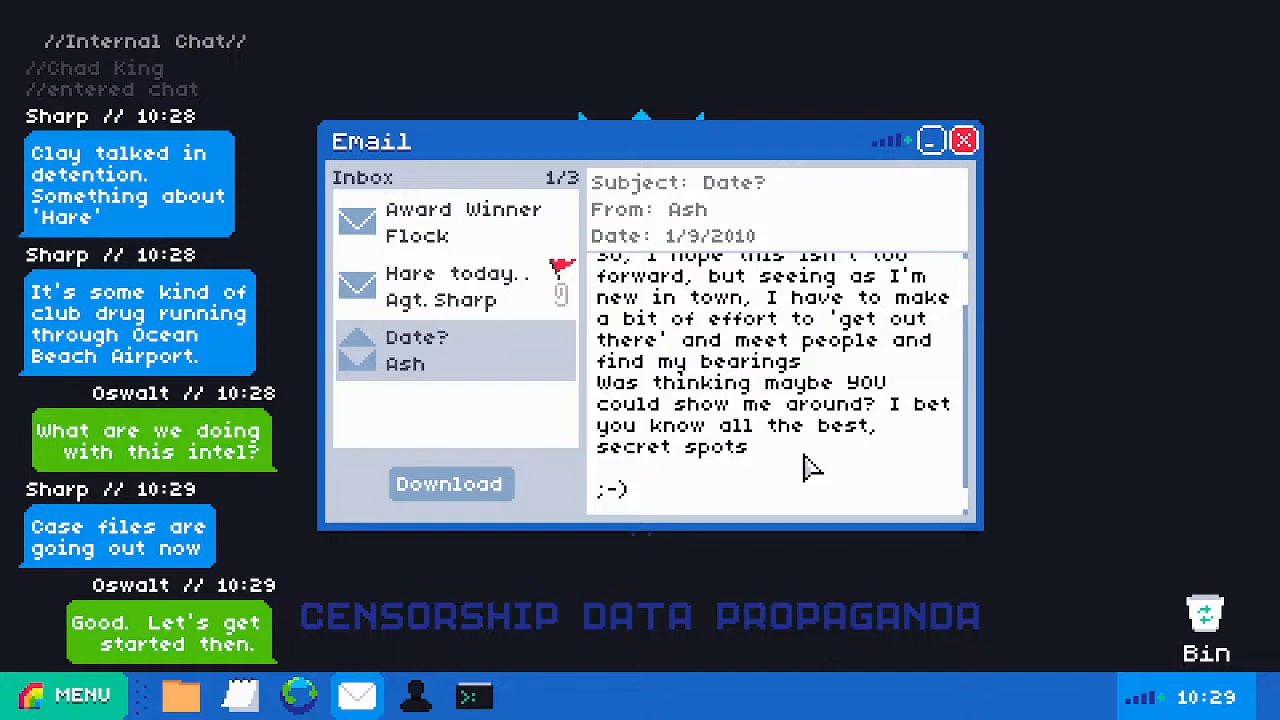 //Internal Chat//
//Chad King
//entered chat
Sharp // 10:28
Clay talked in
detention.
Something about
'Hare'
Sharp // 10:28
It's some kind of
club drug running
through Ocean
Beach Airport.
Oswalt // 10:28
What are we doing
with this intel?
Sharp // 10:29
Case files are
going out now
Oswalt // 10:29
Good. Let's get
started then.
Email
Inbox 1/3
Award Winner
Flock
Hare today..
Agt. Sharp
Date?
Ash
Download
Subject: Date?
From: Ash
Date: 1/9/2010
So, I hope this isn't too
forward, but seeing as I'm
new in town, I have to make
a bit of effort to 'get out
there' and meet people and
find my bearings
Was thinking maybe YOU
could show me around? I bet
you know all the best,
secret spots
;-)
CENSORSHIP DATA PROPAGANDA
Bin
MENU
10:29